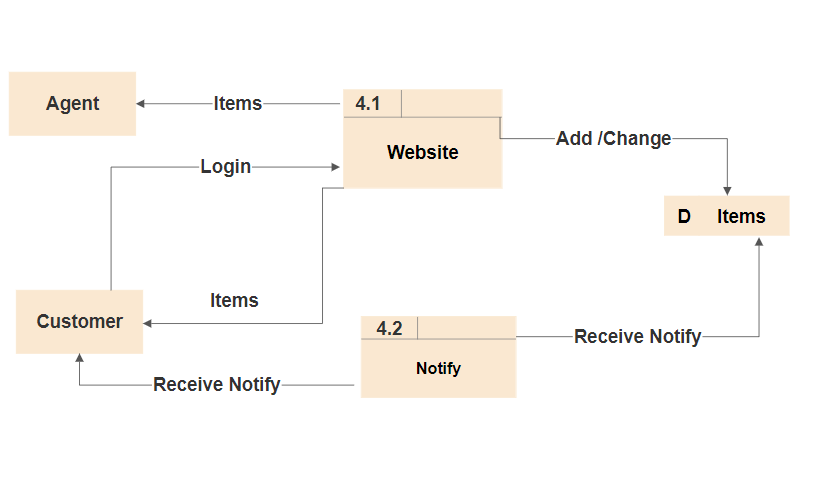 Agent
Items
4.1
Website
Login
Add /Change
D Items
Items
Customer
4.2
Notify
Receive Notify
Receive Notify